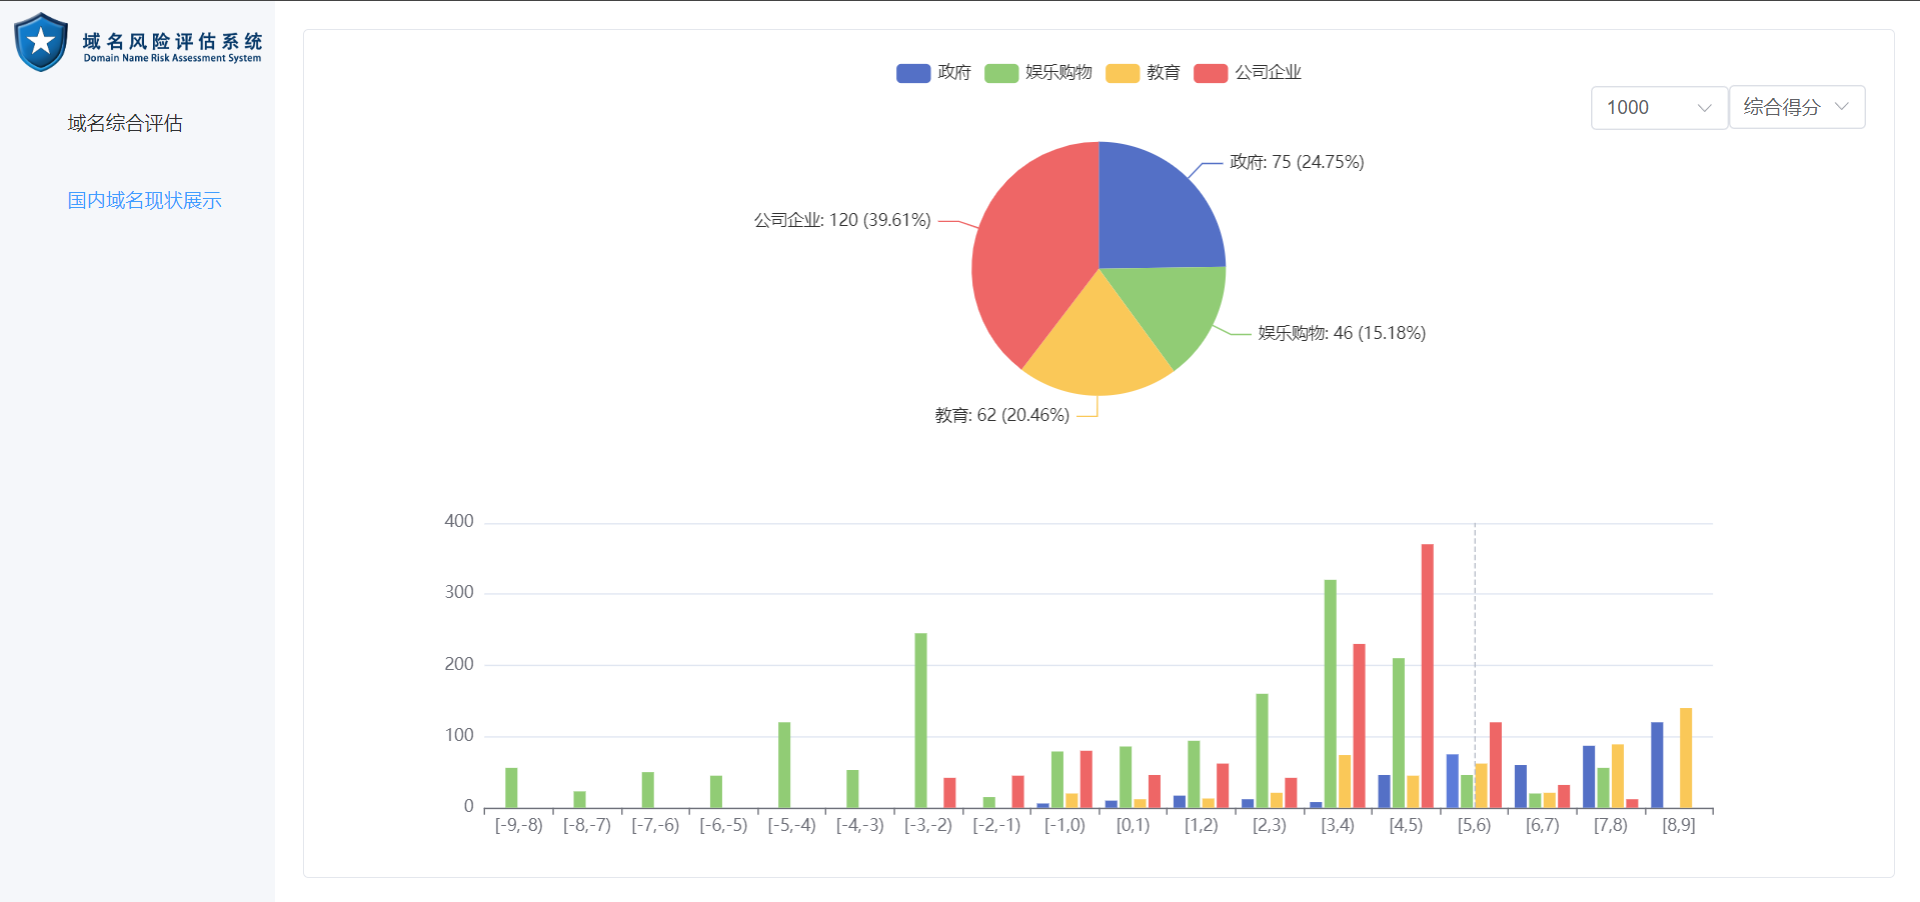 域名风险评估系统
Domain Name Risk Assessment System
域名综合评估
国内域名现状展示
政府 娱乐购物 教育 公司企业
1000
综合得分
政府: 75 (24.75%)
公司企业: 120 (39.61%)
娱乐购物: 46 (15.18%)
教育: 62 (20.46%)
400
300
200
100
0
[-9,-8) [-8,-7) [-7,-6) [-6,-5) [-5,-4) [-4,-3) [-3,-2) [-2,-1) [-1,0) [0,1) [1,2) [2,3) [3,4) [4,5) [5,6) [6,7) [7,8) [8,9]